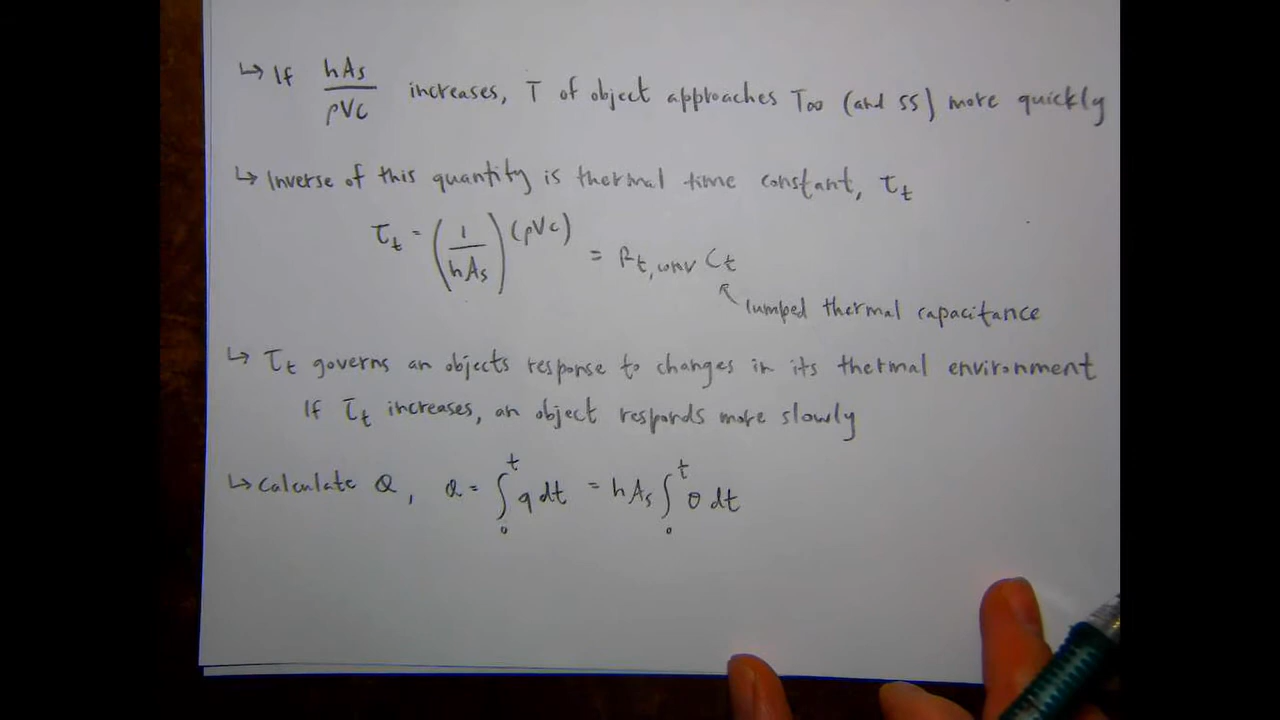 ↳ If hAs/ρVc increases, T of object approaches T∞ (and ss) more quickly
↳ Inverse of this quantity is thermal time constant, τt
τt = (1/hAs)(ρVc) = Rt,conv Ct
lumped thermal capacitance
↳ τt governs an objects response to changes in its thermal environment
If τt increases, an object responds more slowly
↳ Calculate Q, Q = ∫₀ᵗ q dt = hAs ∫₀ᵗ θ dt